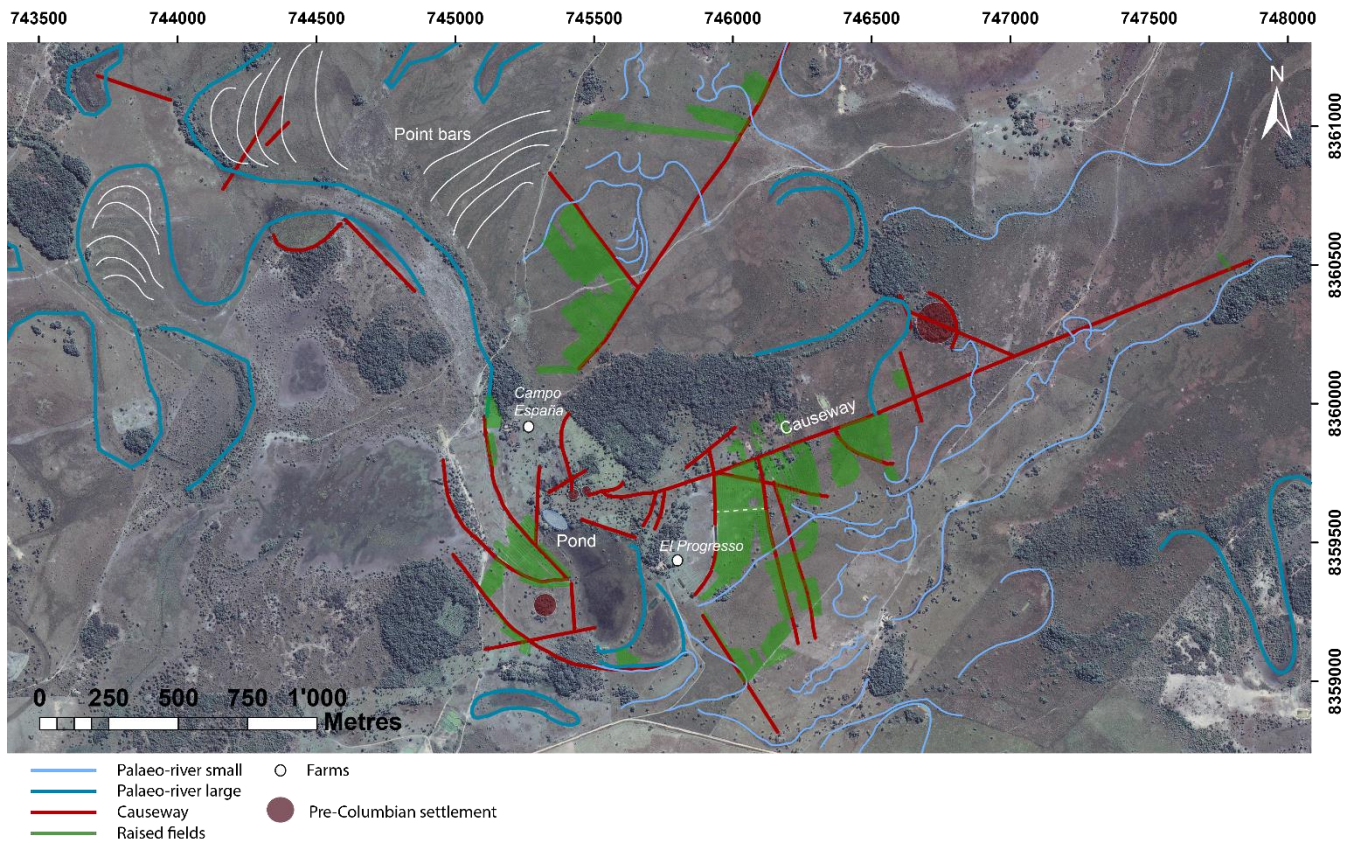 743500 744000 744500 745000 745500 746000 746500 747000 747500 748000
N
8361000
Point bars
8360500
Campo
España
8360000
Causeway
8359500
Pond
El Progresso
8359000
0 250 500 750 1'000
Metres
Palaeo-river small
Farms
Palaeo-river large
Causeway
Pre-Columbian settlement
Raised fields